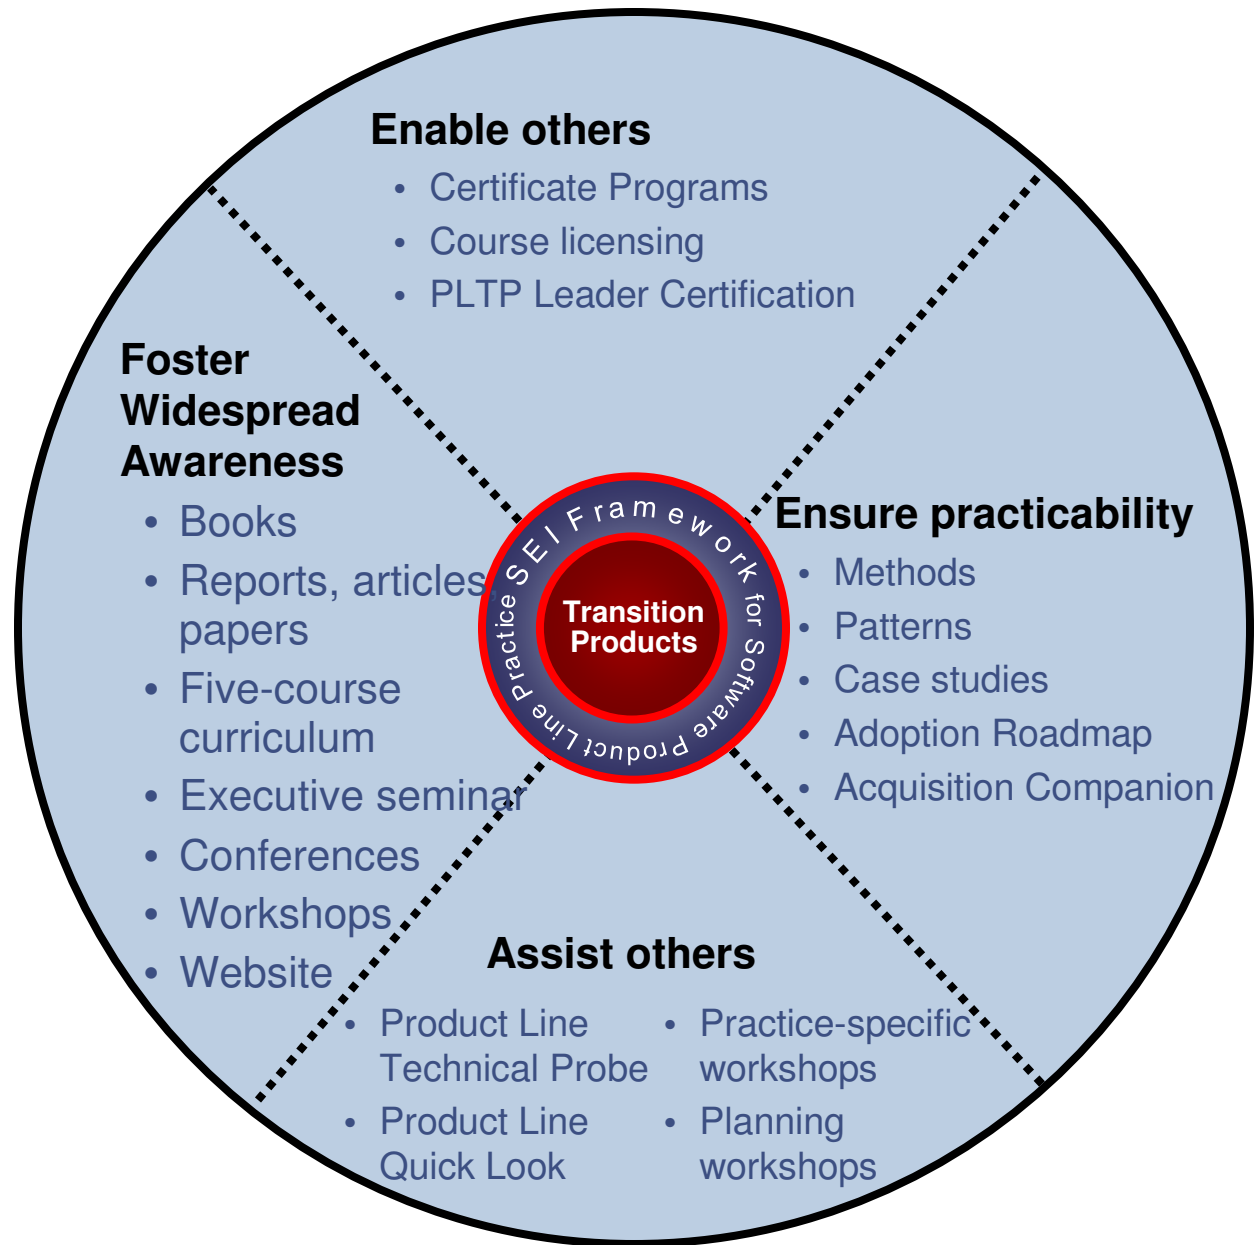 Enable others
• Certificate Programs
• Course licensing
• PLTP Leader Certification
Foster
Widespread
Awareness
• Books
• Reports, articles,
papers
• Five-course
curriculum
• Executive seminar
• Conferences
• Workshops
• Website
SEI Framework for Software Product Line Practice
Transition
Products
Ensure practicability
• Methods
• Patterns
• Case studies
• Adoption Roadmap
• Acquisition Companion
Assist others
• Product Line
Technical Probe
• Product Line
Quick Look
• Practice-specific
workshops
• Planning
workshops